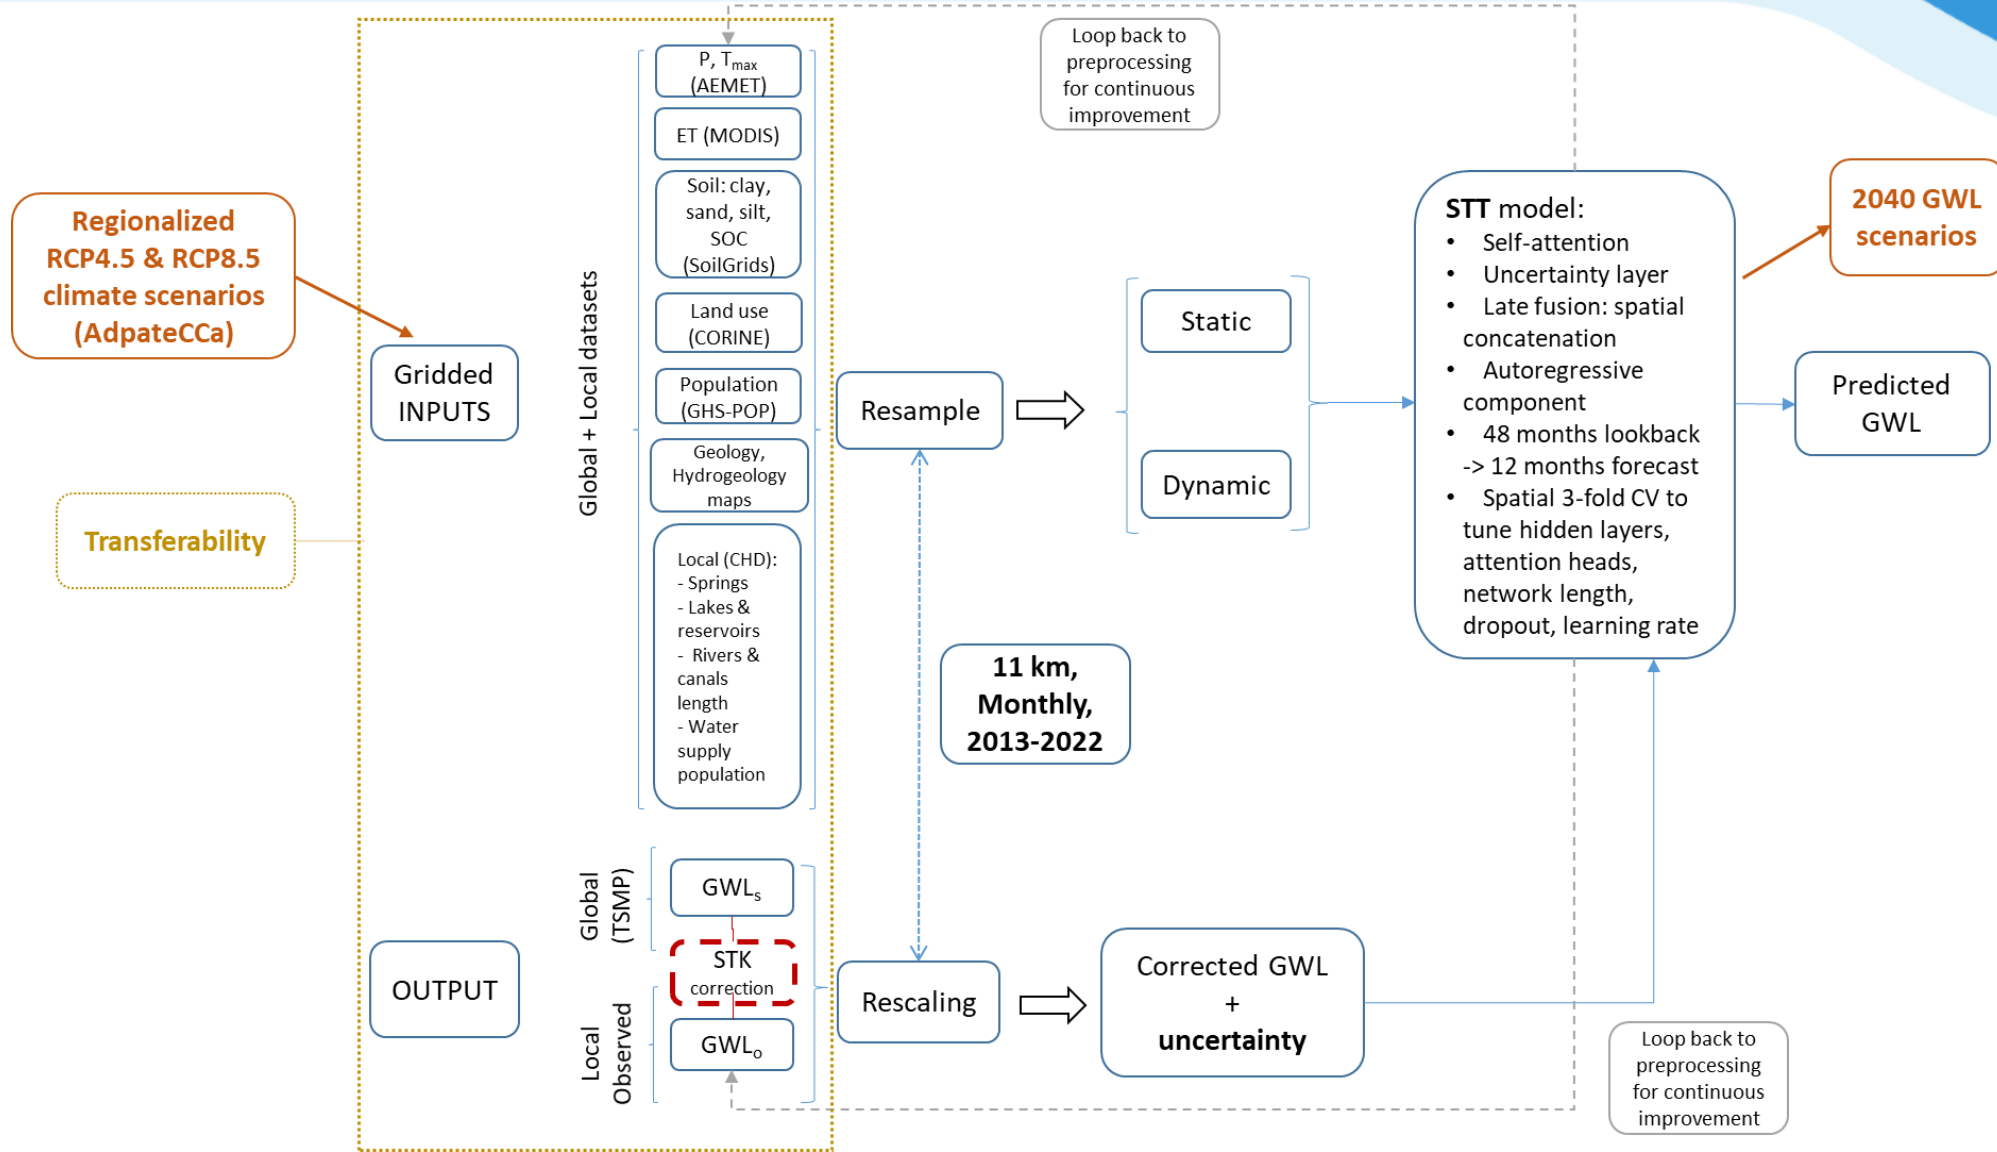 Regionalized
RCP4.5 & RCP8.5
climate scenarios
(AdpateCCa)
Transferability
Gridded
INPUTS
OUTPUT
Global + Local datasets
P, Tmax
(AEMET)
ET (MODIS)
Soil: clay,
sand, silt,
SOC
(SoilGrids)
Land use
(CORINE)
Population
(GHS-POP)
Geology,
Hydrogeology
maps
Local (CHD):
- Springs
- Lakes &
reservoirs
- Rivers &
canals
length
- Water
supply
population
Global
(TSMP)
Local
Observed
GWLs
STK
correction
GWLo
Resample
11 km,
Monthly,
2013-2022
Rescaling
Loop back to
preprocessing
for continuous
improvement
Static
Dynamic
Corrected GWL
+
uncertainty
STT model:
• Self-attention
• Uncertainty layer
• Late fusion: spatial
concatenation
• Autoregressive
component
• 48 months lookback
-> 12 months forecast
• Spatial 3-fold CV to
tune hidden layers,
attention heads,
network length,
dropout, learning rate
2040 GWL
scenarios
Predicted
GWL
Loop back to
preprocessing
for continuous
improvement